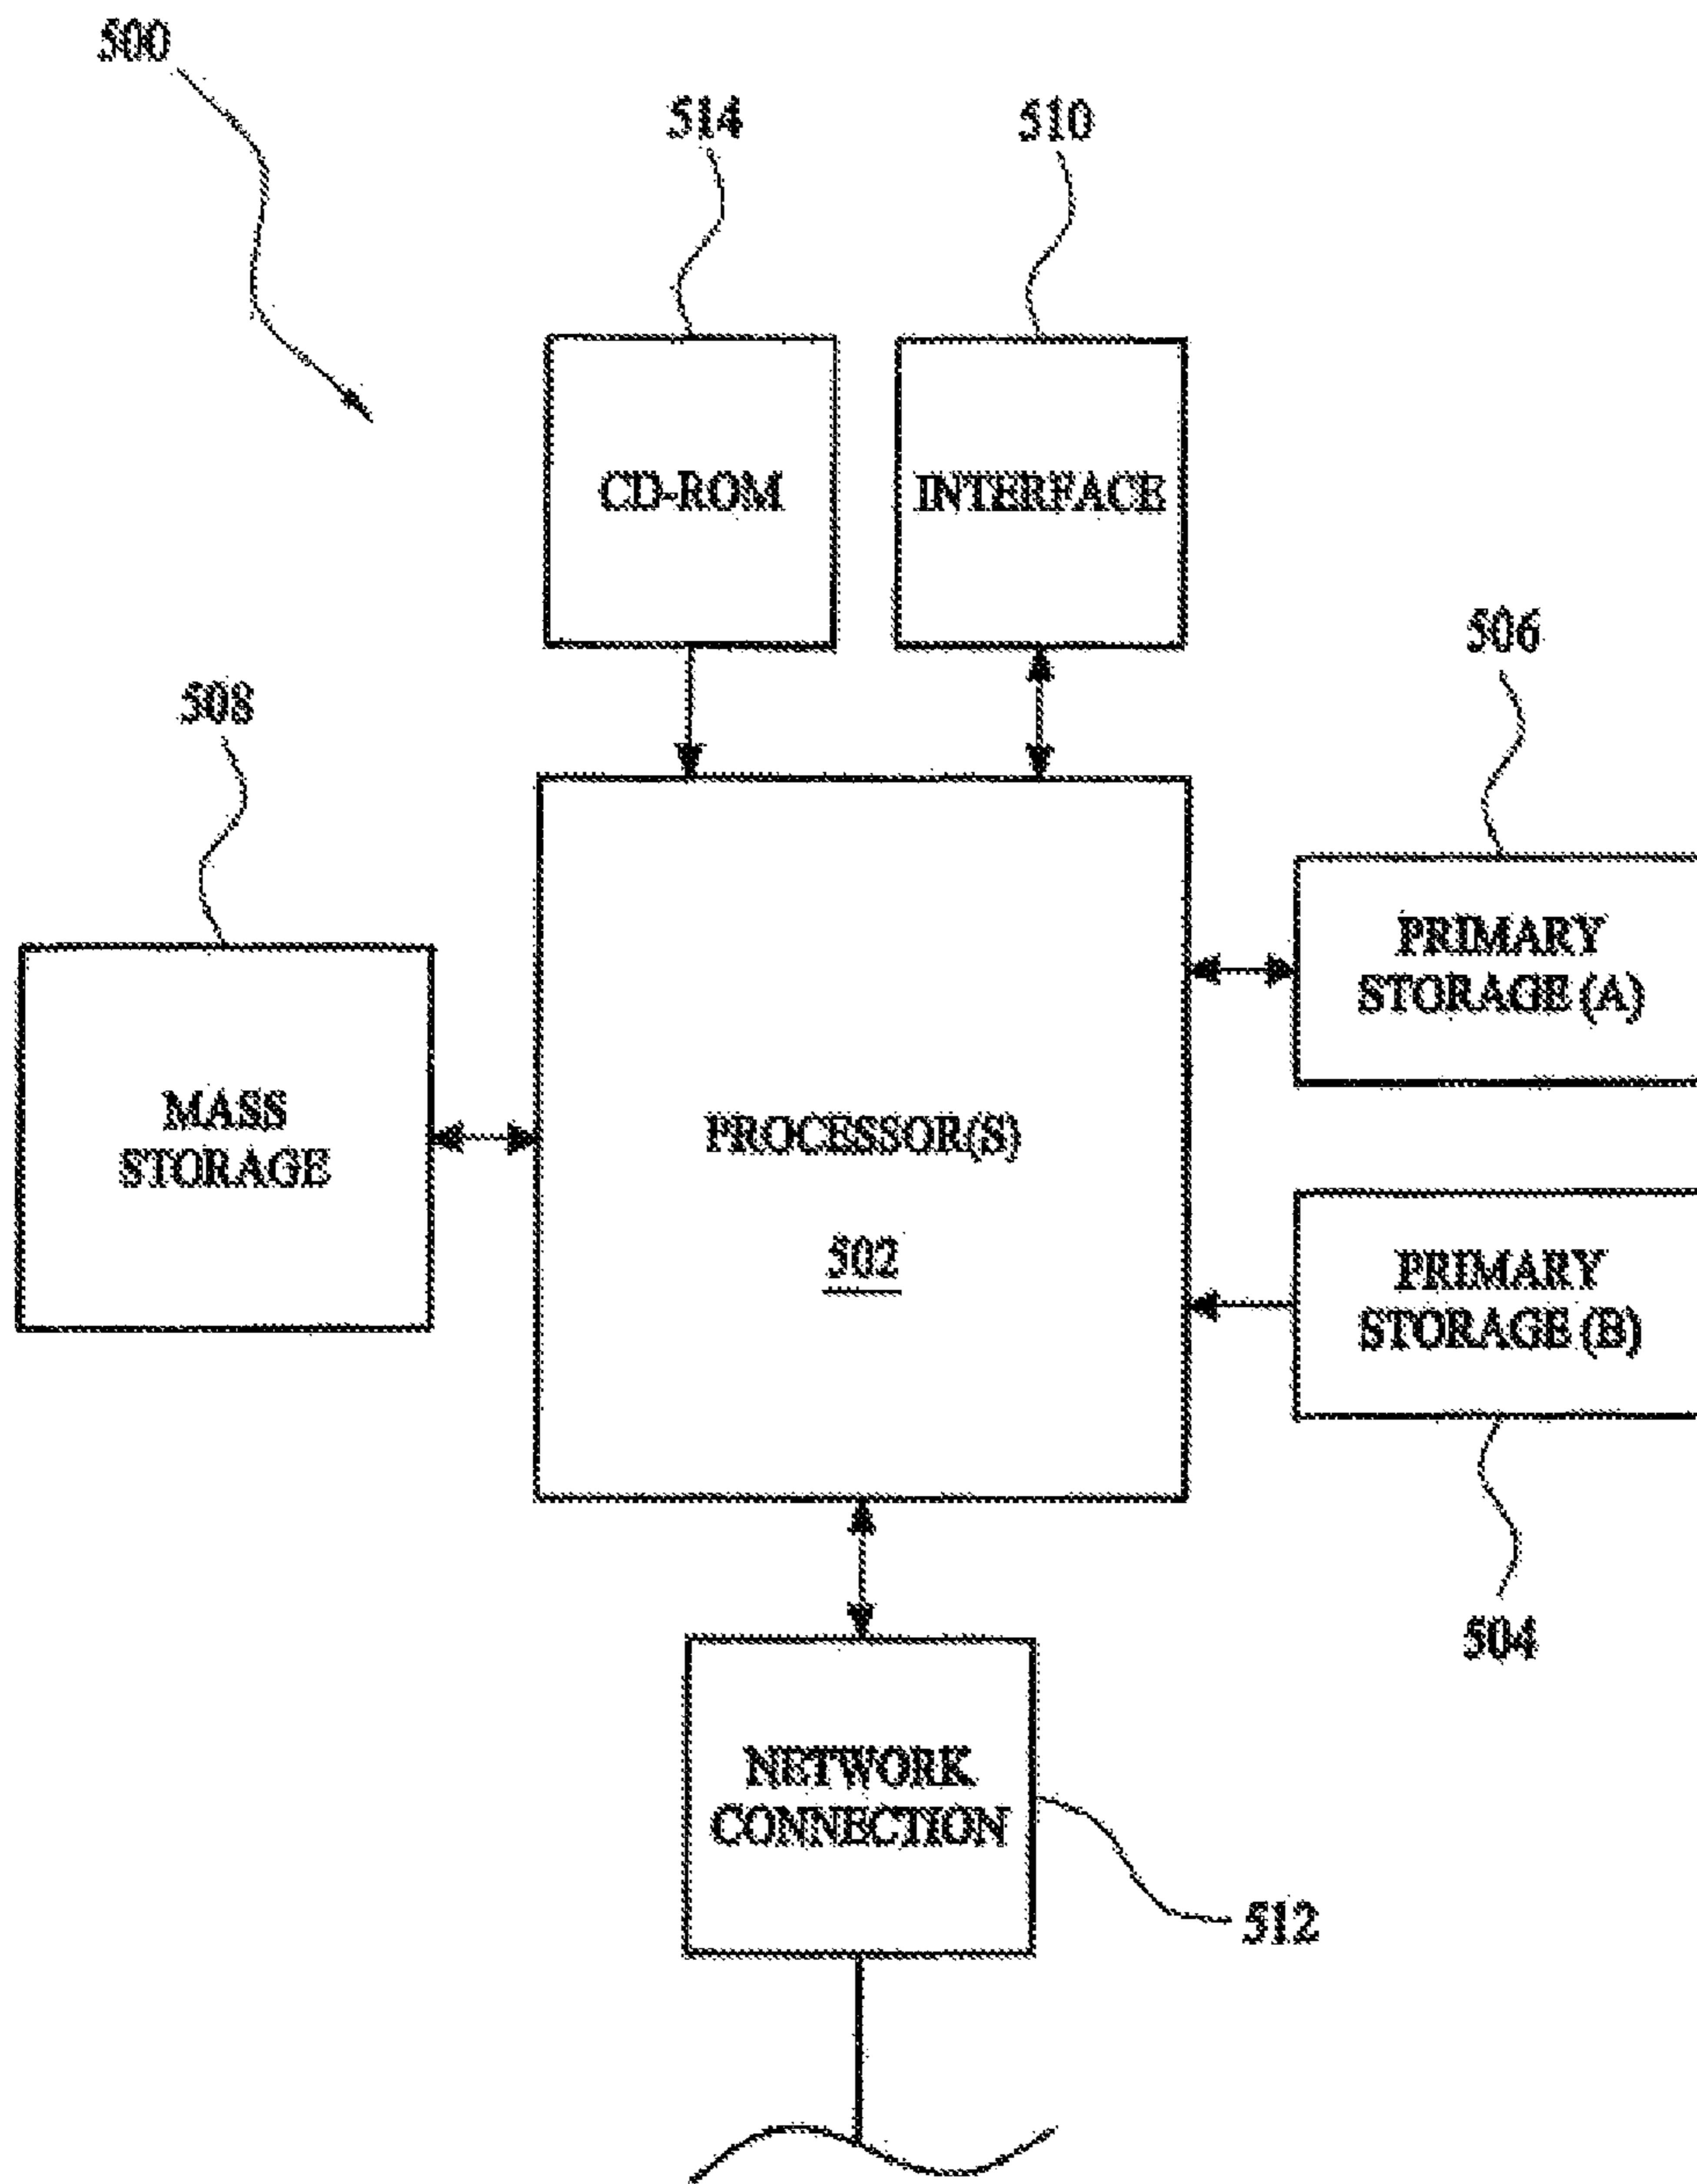 500
514
510
CD-ROM
INTERFACE
506
508
PRIMARY
STORAGE (A)
MASS
STORAGE
PROCESSOR(S)
502
PRIMARY
STORAGE (B)
504
NETWORK
CONNECTION
512